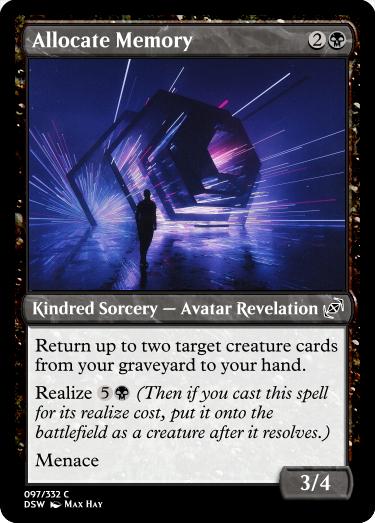 Allocate Memory 2
Kindred Sorcery — Avatar Revelation
Return up to two target creature cards
from your graveyard to your hand.
Realize 5 (Then if you cast this spell
for its realize cost, put it onto the
battlefield as a creature after it resolves.)
Menace
3/4
097/332 C
DSW Max Hay